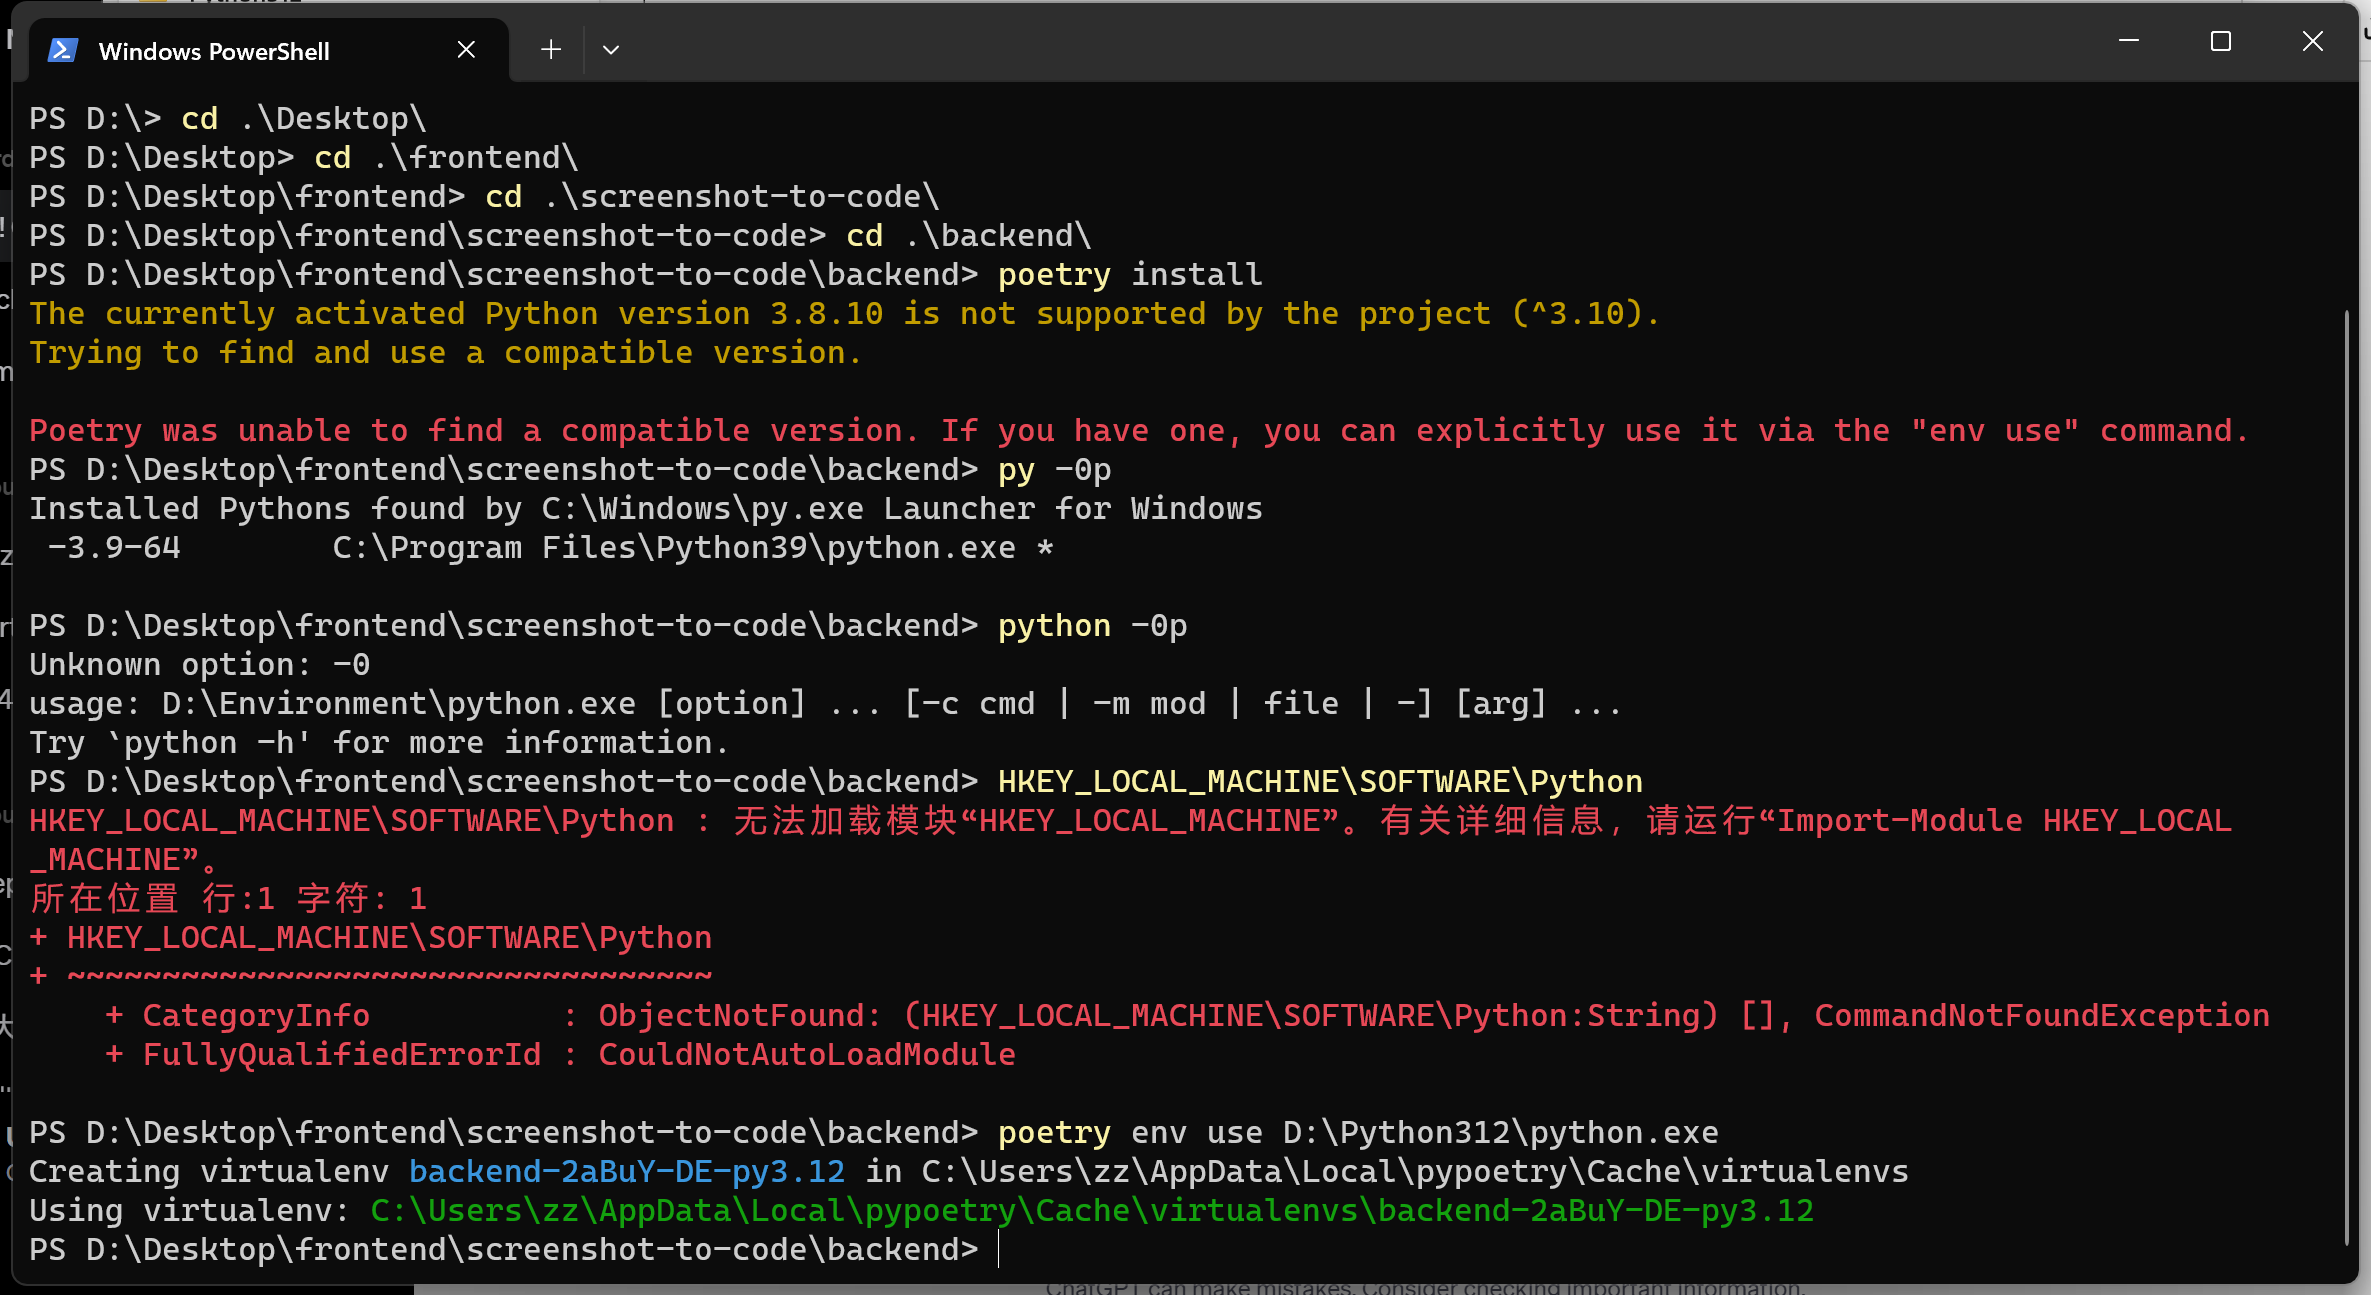 Windows PowerShell
PS D:\> cd .\Desktop\
PS D:\Desktop> cd .\frontend\
PS D:\Desktop\frontend> cd .\screenshot-to-code\
PS D:\Desktop\frontend\screenshot-to-code> cd .\backend\
PS D:\Desktop\frontend\screenshot-to-code\backend> poetry install
The currently activated Python version 3.8.10 is not supported by the project (^3.10).
Trying to find and use a compatible version.
Poetry was unable to find a compatible version. If you have one, you can explicitly use it via the "env use" command.
PS D:\Desktop\frontend\screenshot-to-code\backend> py -0p
Installed Pythons found by C:\Windows\py.exe Launcher for Windows
 -3.9-64        C:\Program Files\Python39\python.exe *
PS D:\Desktop\frontend\screenshot-to-code\backend> python -0p
Unknown option: -0
usage: D:\Environment\python.exe [option] ... [-c cmd | -m mod | file | -] [arg] ...
Try `python -h' for more information.
PS D:\Desktop\frontend\screenshot-to-code\backend> HKEY_LOCAL_MACHINE\SOFTWARE\Python
HKEY_LOCAL_MACHINE\SOFTWARE\Python : 无法加载模块“HKEY_LOCAL_MACHINE”。有关详细信息，请运行“Import-Module HKEY_LOCAL
_MACHINE”。
所在位置 行:1 字符: 1
+ HKEY_LOCAL_MACHINE\SOFTWARE\Python
+ ~~~~~~~~~~~~~~~~~~~~~~~~~~~~~~~~~~
    + CategoryInfo          : ObjectNotFound: (HKEY_LOCAL_MACHINE\SOFTWARE\Python:String) [], CommandNotFoundException
    + FullyQualifiedErrorId : CouldNotAutoLoadModule
PS D:\Desktop\frontend\screenshot-to-code\backend> poetry env use D:\Python312\python.exe
Creating virtualenv backend-2aBuY-DE-py3.12 in C:\Users\zz\AppData\Local\pypoetry\Cache\virtualenvs
Using virtualenv: C:\Users\zz\AppData\Local\pypoetry\Cache\virtualenvs\backend-2aBuY-DE-py3.12
PS D:\Desktop\frontend\screenshot-to-code\backend>
ChatGPT can make mistakes. Consider checking important information.